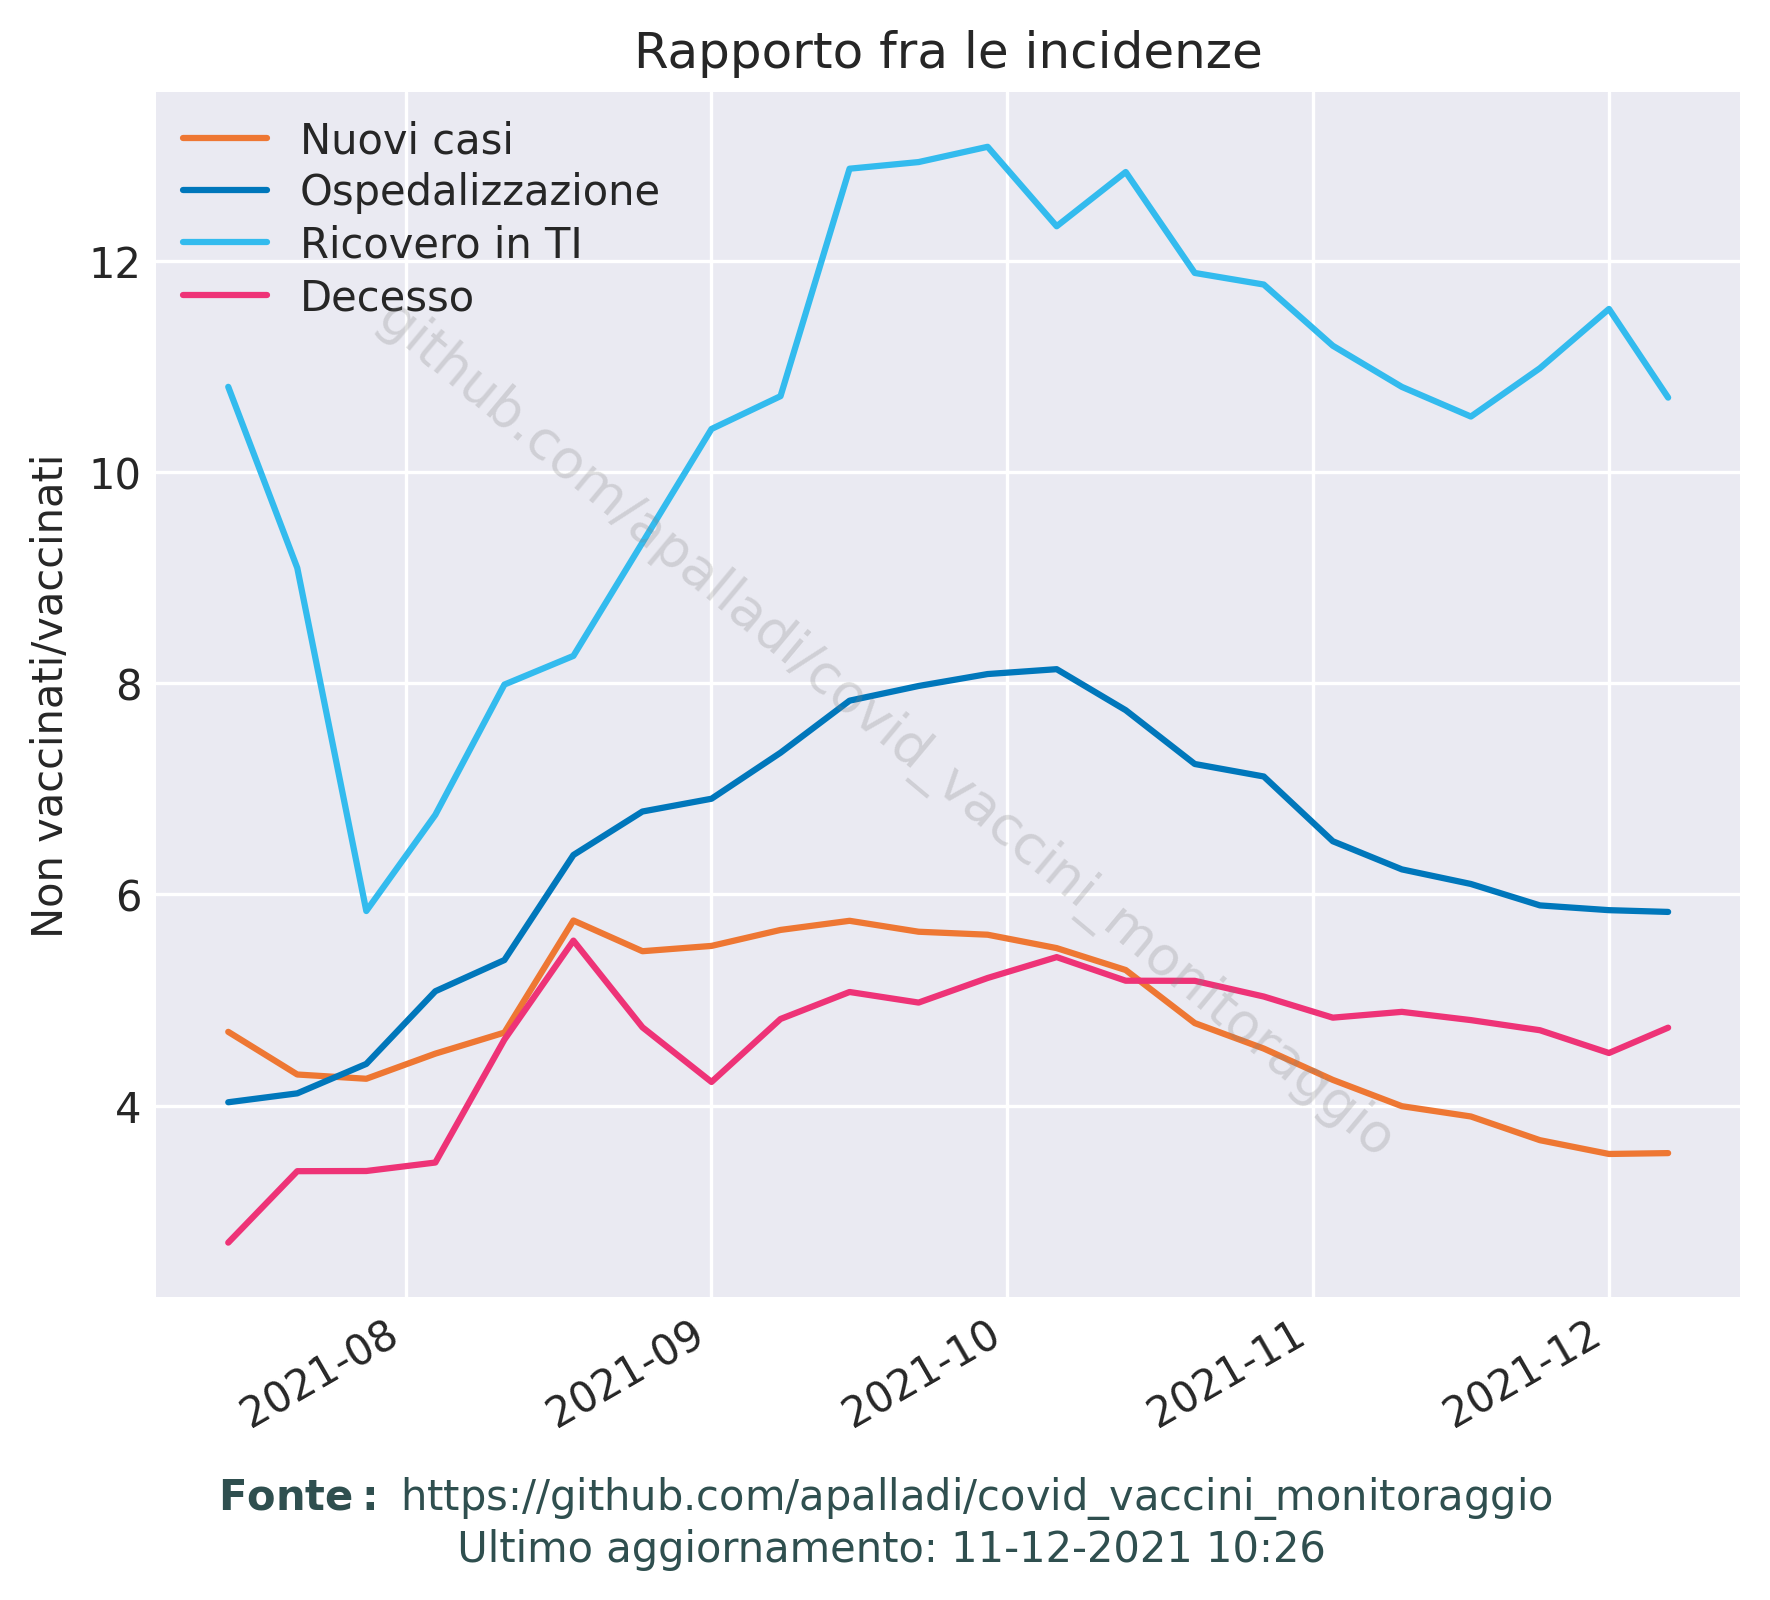 Rapporto fra le incidenze
Nuovi casi
Ospedalizzazione
Ricovero in TI
Decesso
Non vaccinati/vaccinati
12
10
8
6
4
github.com/apalladi/covid_vaccini_monitoraggio
2021-08
2021-09
2021-10
2021-11
2021-12
Fonte: https://github.com/apalladi/covid_vaccini_monitoraggio
Ultimo aggiornamento: 11-12-2021 10:26